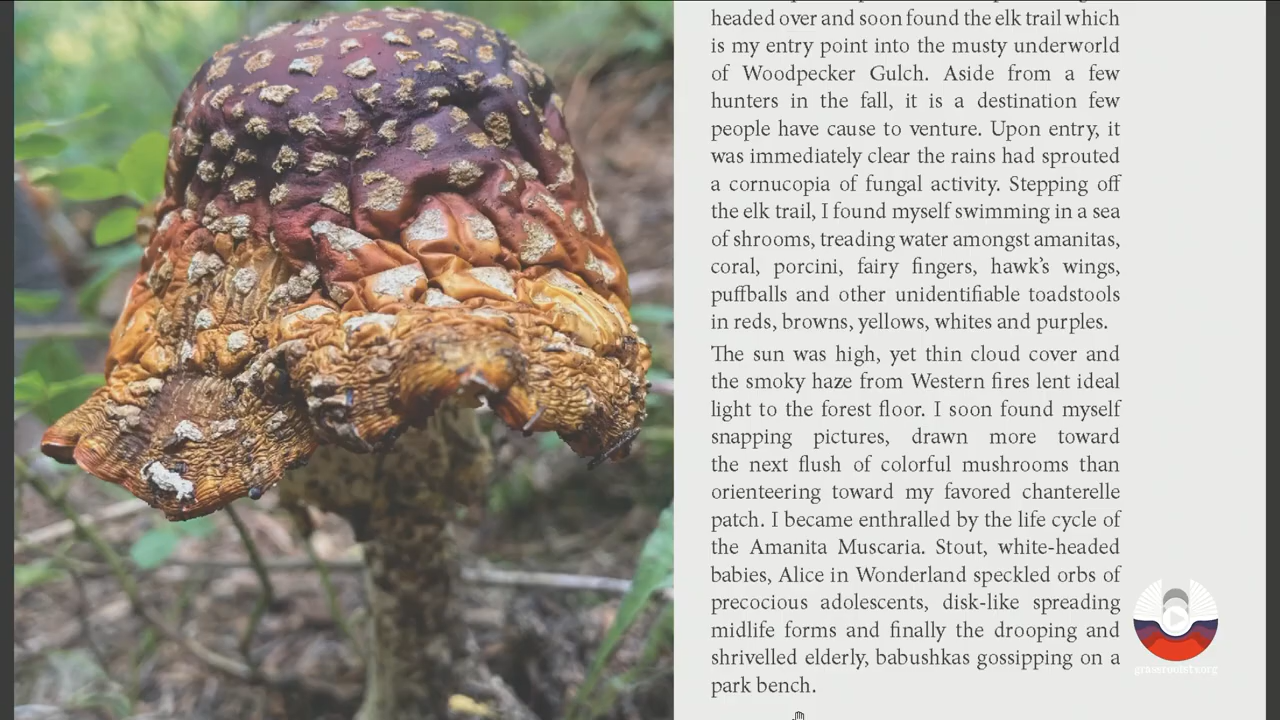 headed over and soon found the elk trail which
is my entry point into the musty underworld
of Woodpecker Gulch. Aside from a few
hunters in the fall, it is a destination few
people have cause to venture. Upon entry, it
was immediately clear the rains had sprouted
a cornucopia of fungal activity. Stepping off
the elk trail, I found myself swimming in a sea
of shrooms, treading water amongst amanitas,
coral, porcini, fairy fingers, hawk's wings,
puffballs and other unidentifiable toadstools
in reds, browns, yellows, whites and purples.
The sun was high, yet thin cloud cover and
the smoky haze from Western fires lent ideal
light to the forest floor. I soon found myself
snapping pictures, drawn more toward
the next flush of colorful mushrooms than
orienteering toward my favored chanterelle
patch. I became enthralled by the life cycle of
the Amanita Muscaria. Stout, white-headed
babies, Alice in Wonderland speckled orbs of
precocious adolescents, disk-like spreading
midlife forms and finally the drooping and
shrivelled elderly, babushkas gossipping on a
park bench.